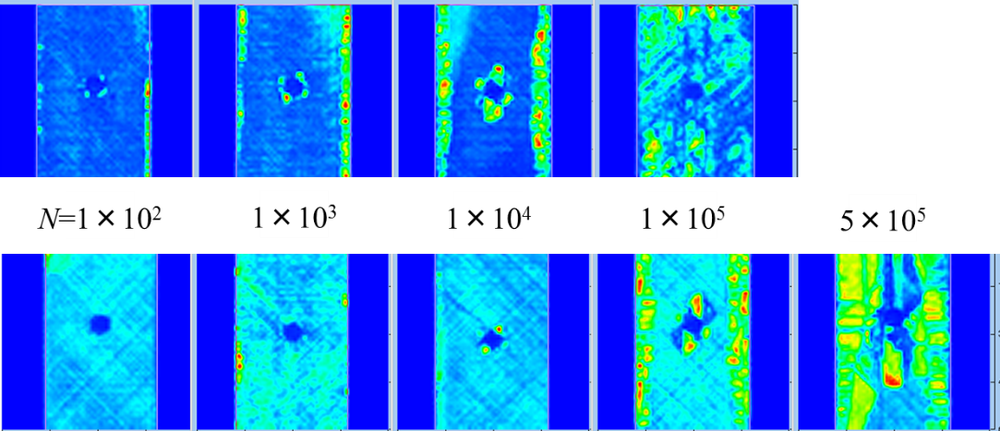 N=1 × 10² 1 × 10³ 1 × 10⁴ 1 × 10⁵ 5 × 10⁵